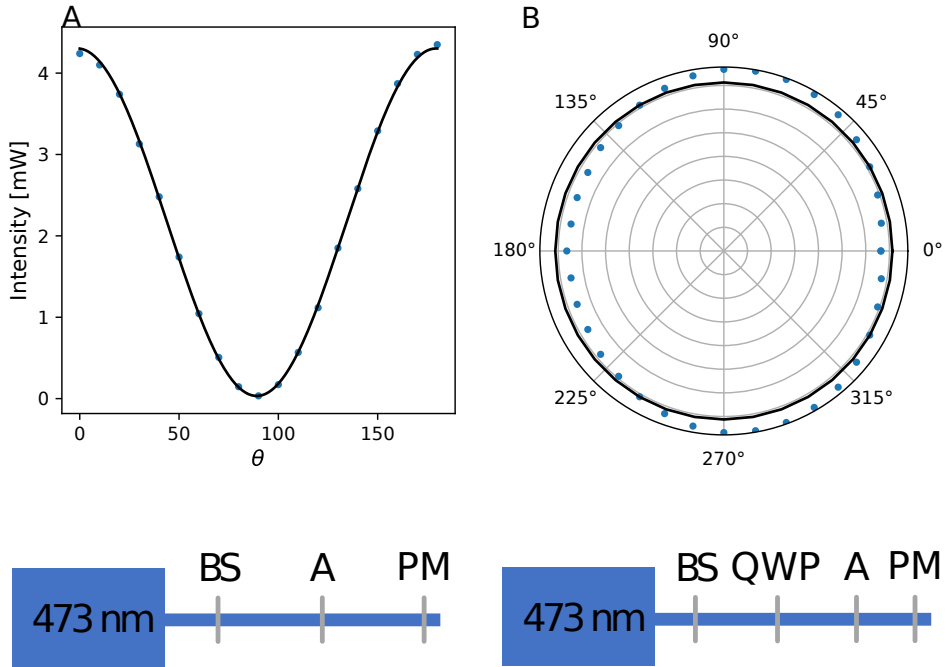 A
Intensity [mW]
4
3
2
1
0
0
50
100
150
θ
B
90°
135°
45°
180°
0°
225°
315°
270°
BS
A
PM
473 nm
BS
QWP
A
PM
473 nm